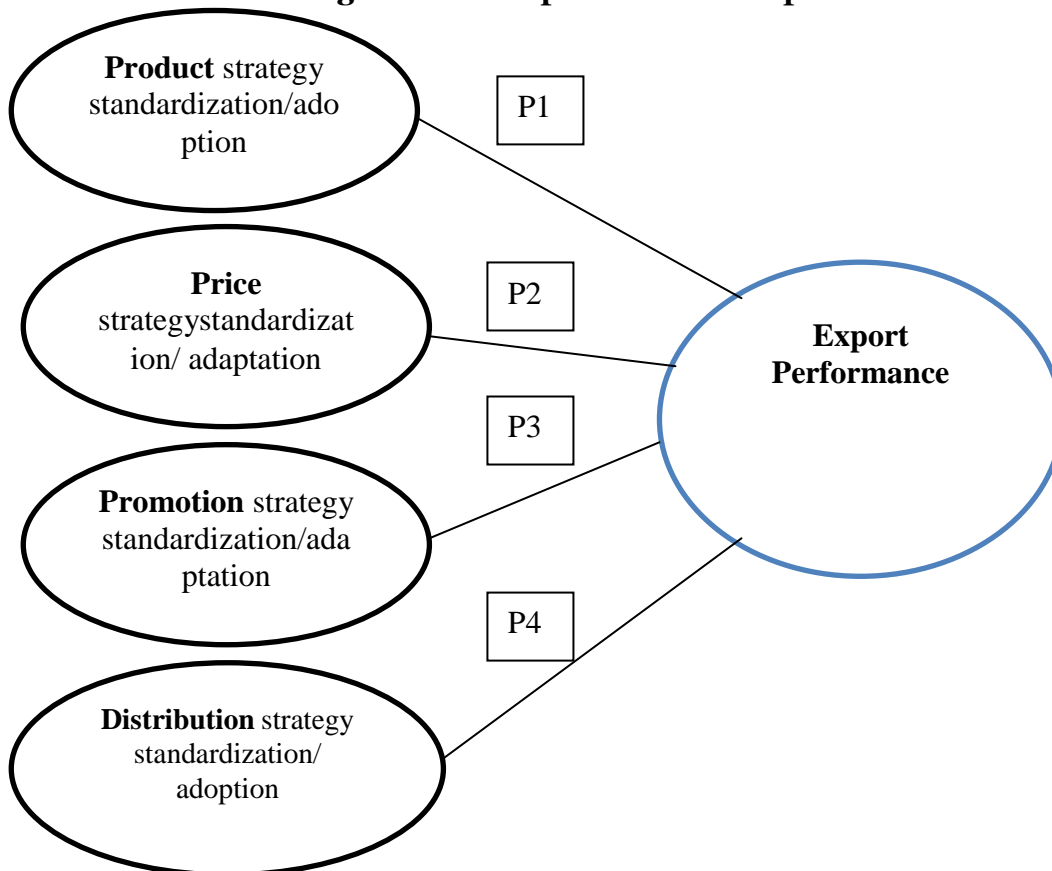 Product strategy
standardization/ado
ption
P1
Price
strategystandardizat
ion/ adaptation
P2
Export
Performance
P3
Promotion strategy
standardization/ada
ptation
P4
Distribution strategy
standardization/
adoption